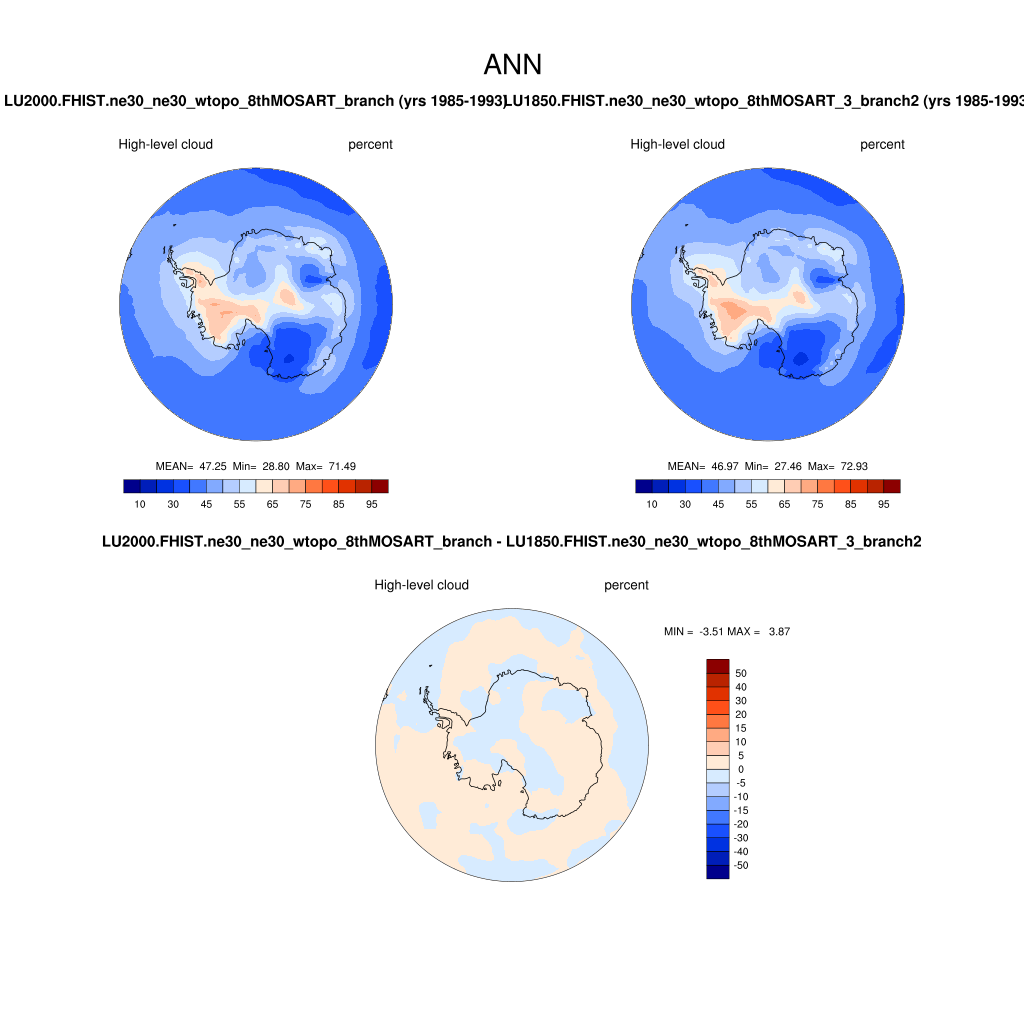 ANN
LU2000.FHIST.ne30_ne30_wtopo_8thMOSART_branch (yrs 1985-1993)
LU1850.FHIST.ne30_ne30_wtopo_8thMOSART_3_branch2 (yrs 1985-1993
High-level cloud percent
High-level cloud percent
MEAN= 47.25 Min= 28.80 Max= 71.49
MEAN= 46.97 Min= 27.46 Max= 72.93
10 30 45 55 65 75 85 95
10 30 45 55 65 75 85 95
LU2000.FHIST.ne30_ne30_wtopo_8thMOSART_branch - LU1850.FHIST.ne30_ne30_wtopo_8thMOSART_3_branch2
High-level cloud percent
MIN = -3.51 MAX = 3.87
50
40
30
20
15
10
5
0
-5
-10
-15
-20
-30
-40
-50